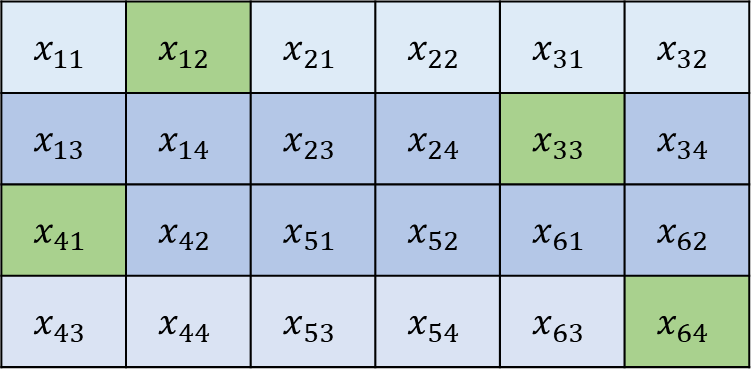 x₁₁ x₁₂ x₂₁ x₂₂ x₃₁ x₃₂
x₁₃ x₁₄ x₂₃ x₂₄ x₃₃ x₃₄
x₄₁ x₄₂ x₅₁ x₅₂ x₆₁ x₆₂
x₄₃ x₄₄ x₅₃ x₅₄ x₆₃ x₆₄